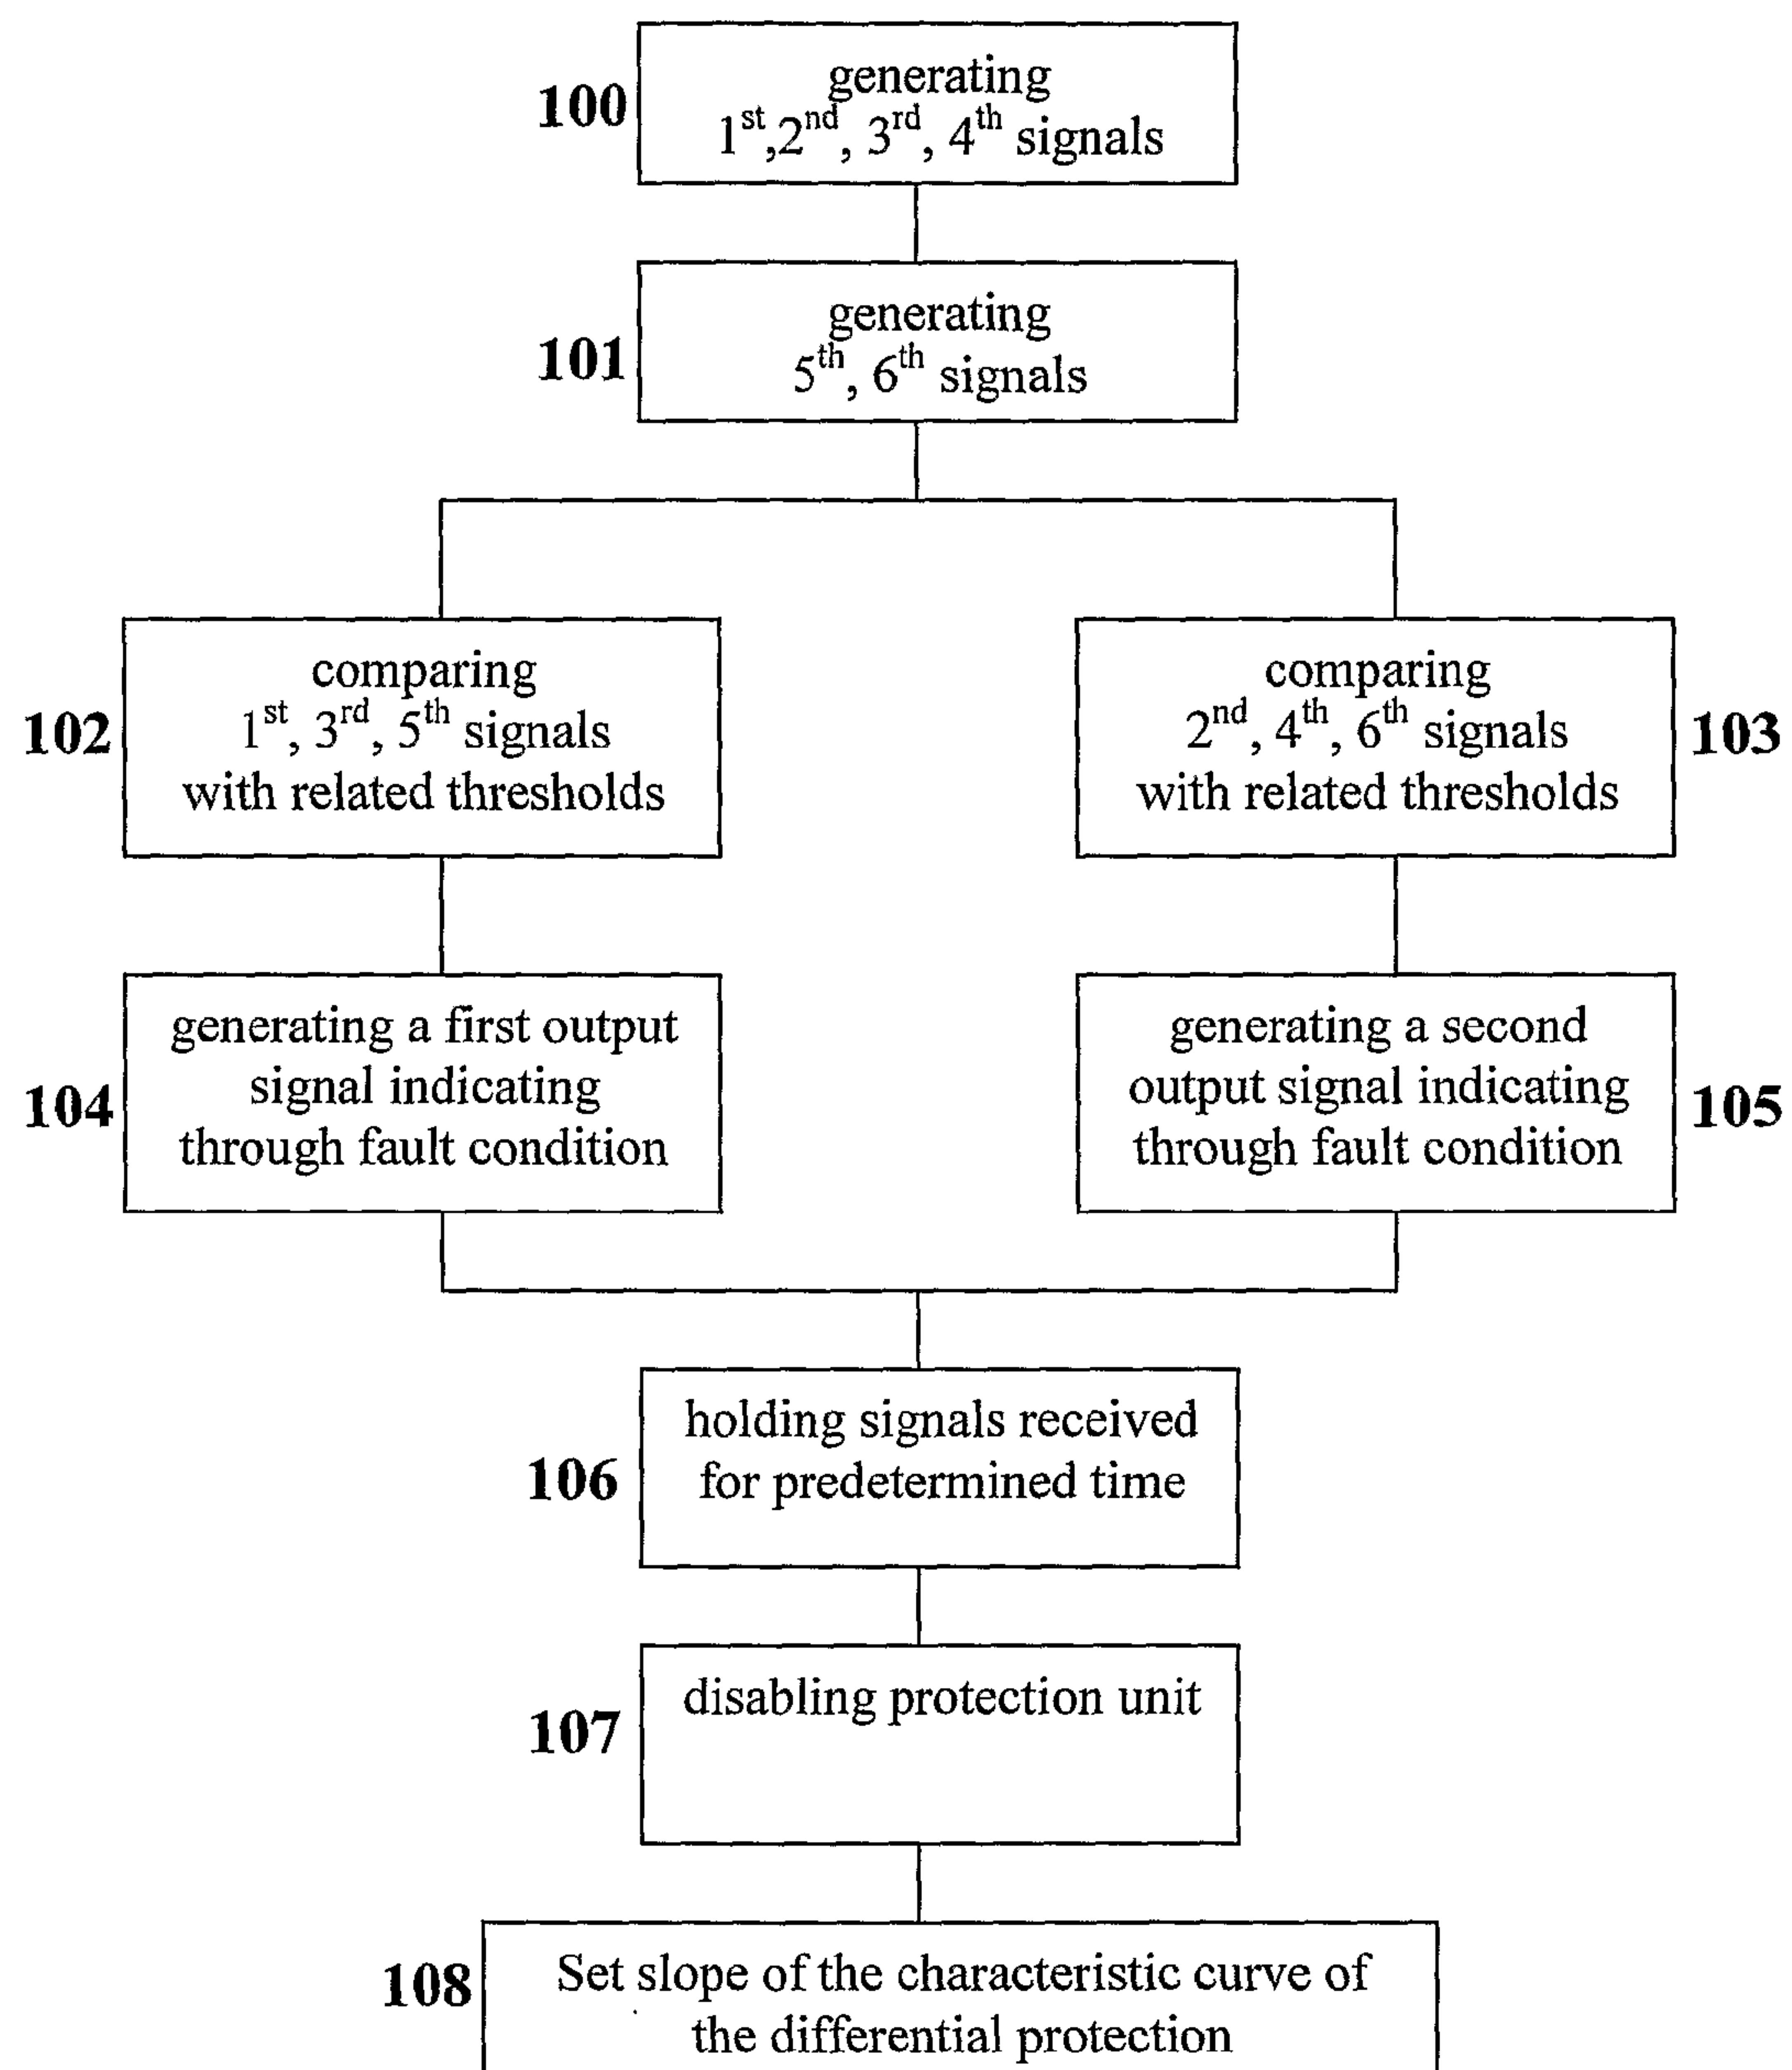 100
generating
1st,2nd, 3rd, 4th signals
101
generating
5th, 6th signals
102
comparing
1st, 3rd, 5th signals
with related thresholds
comparing
2nd, 4th, 6th signals
with related thresholds
103
104
generating a first output
signal indicating
through fault condition
generating a second
output signal indicating
through fault condition
105
106
holding signals received
for predetermined time
107
disabling protection unit
108
Set slope of the characteristic curve of
the differential protection